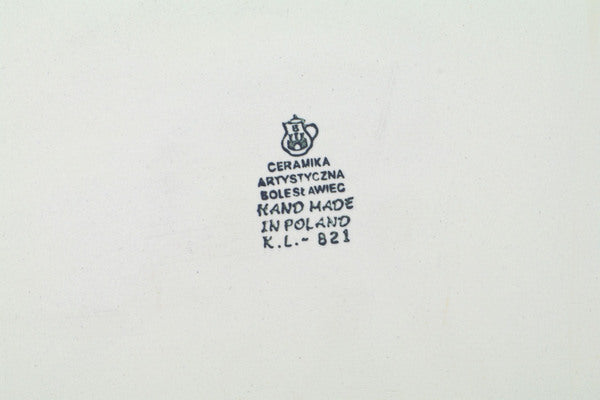 B
CERAMIKA
ARTYSTYCZNA
BOLESŁAWIEC
HAND MADE
IN POLAND
K.L.- 821